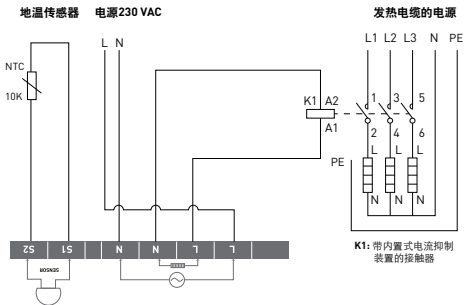 地温传感器 电源230 VAC 发热电缆的电源
L N L1 L2 L3 N PE
NTC
10K
K1 A2 1 3 5
A1
2 4 6
PE L L L
N N N
K1: 带内置式电流抑制
装置的接触器
S2 S1 N N L L
SENSOR